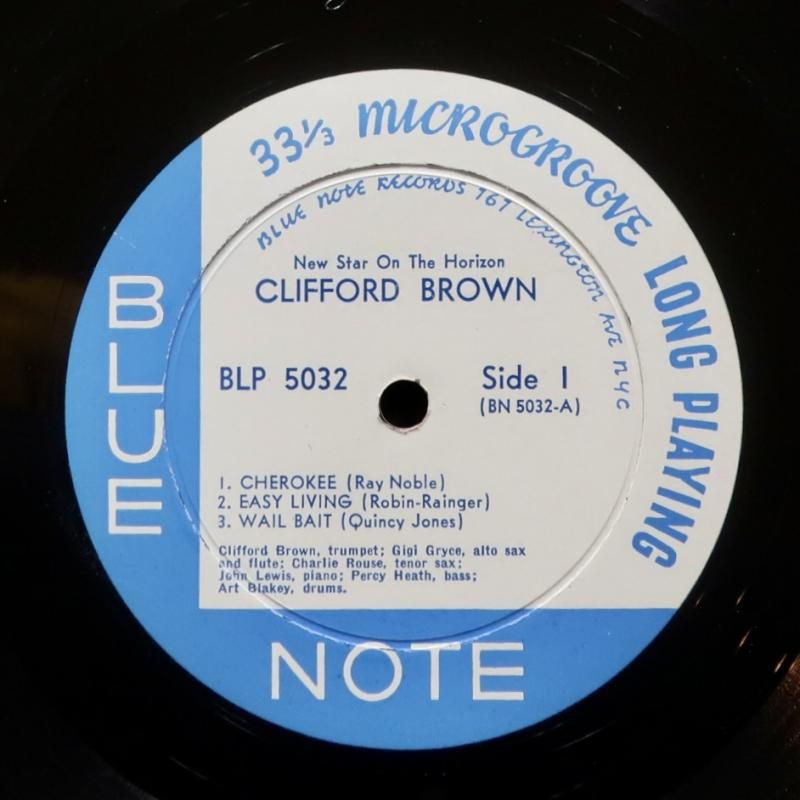 33⅓ MICROGROOVE LONG PLAYING
BLUE NOTE RECORDS 767 LEXINGTON AVE NYC
New Star On The Horizon
CLIFFORD BROWN
BLP 5032
Side 1
(BN 5032-A)
1. CHEROKEE (Ray Noble)
2. EASY LIVING (Robin-Rainger)
3. WAIL BAIT (Quincy Jones)
Clifford Brown, trumpet; Gigi Gryce, alto sax
and flute; Charlie Rouse, tenor sax;
John Lewis, piano; Percy Heath, bass;
Art Blakey, drums.
BLUE
NOTE